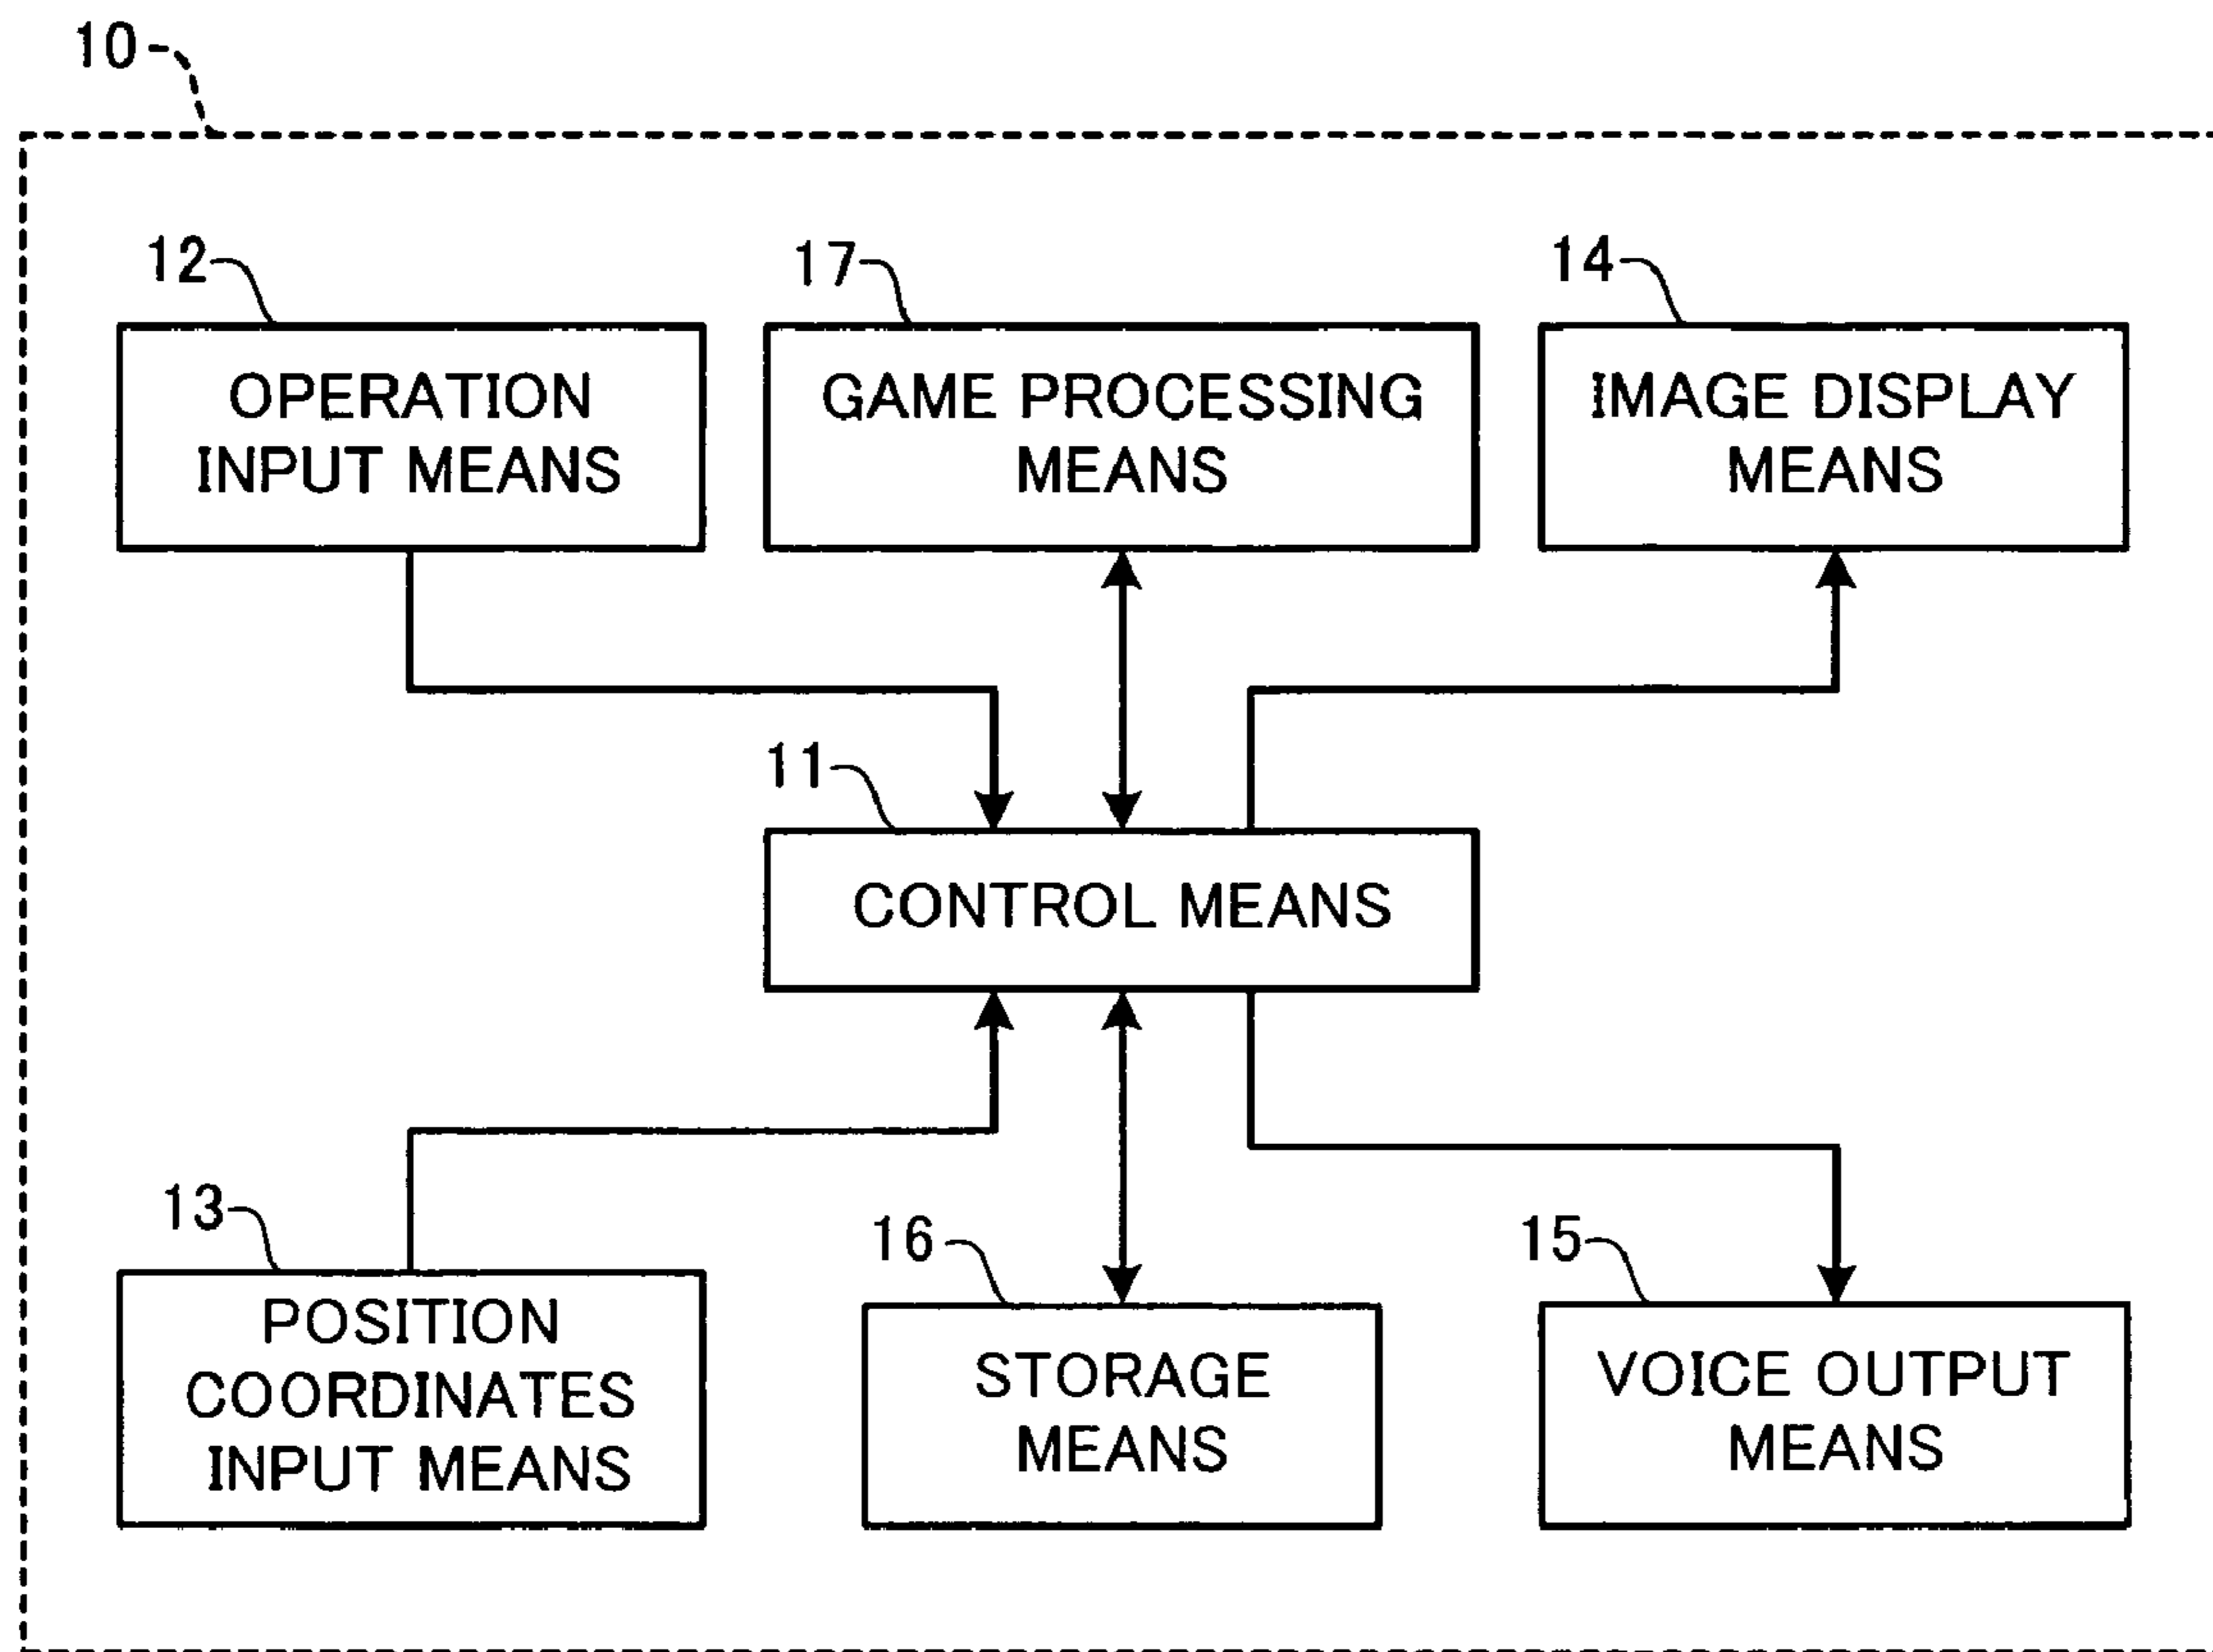 10
12
17
14
OPERATION
INPUT MEANS
GAME PROCESSING
MEANS
IMAGE DISPLAY
MEANS
11
CONTROL MEANS
13
16
15
POSITION
COORDINATES
INPUT MEANS
STORAGE
MEANS
VOICE OUTPUT
MEANS